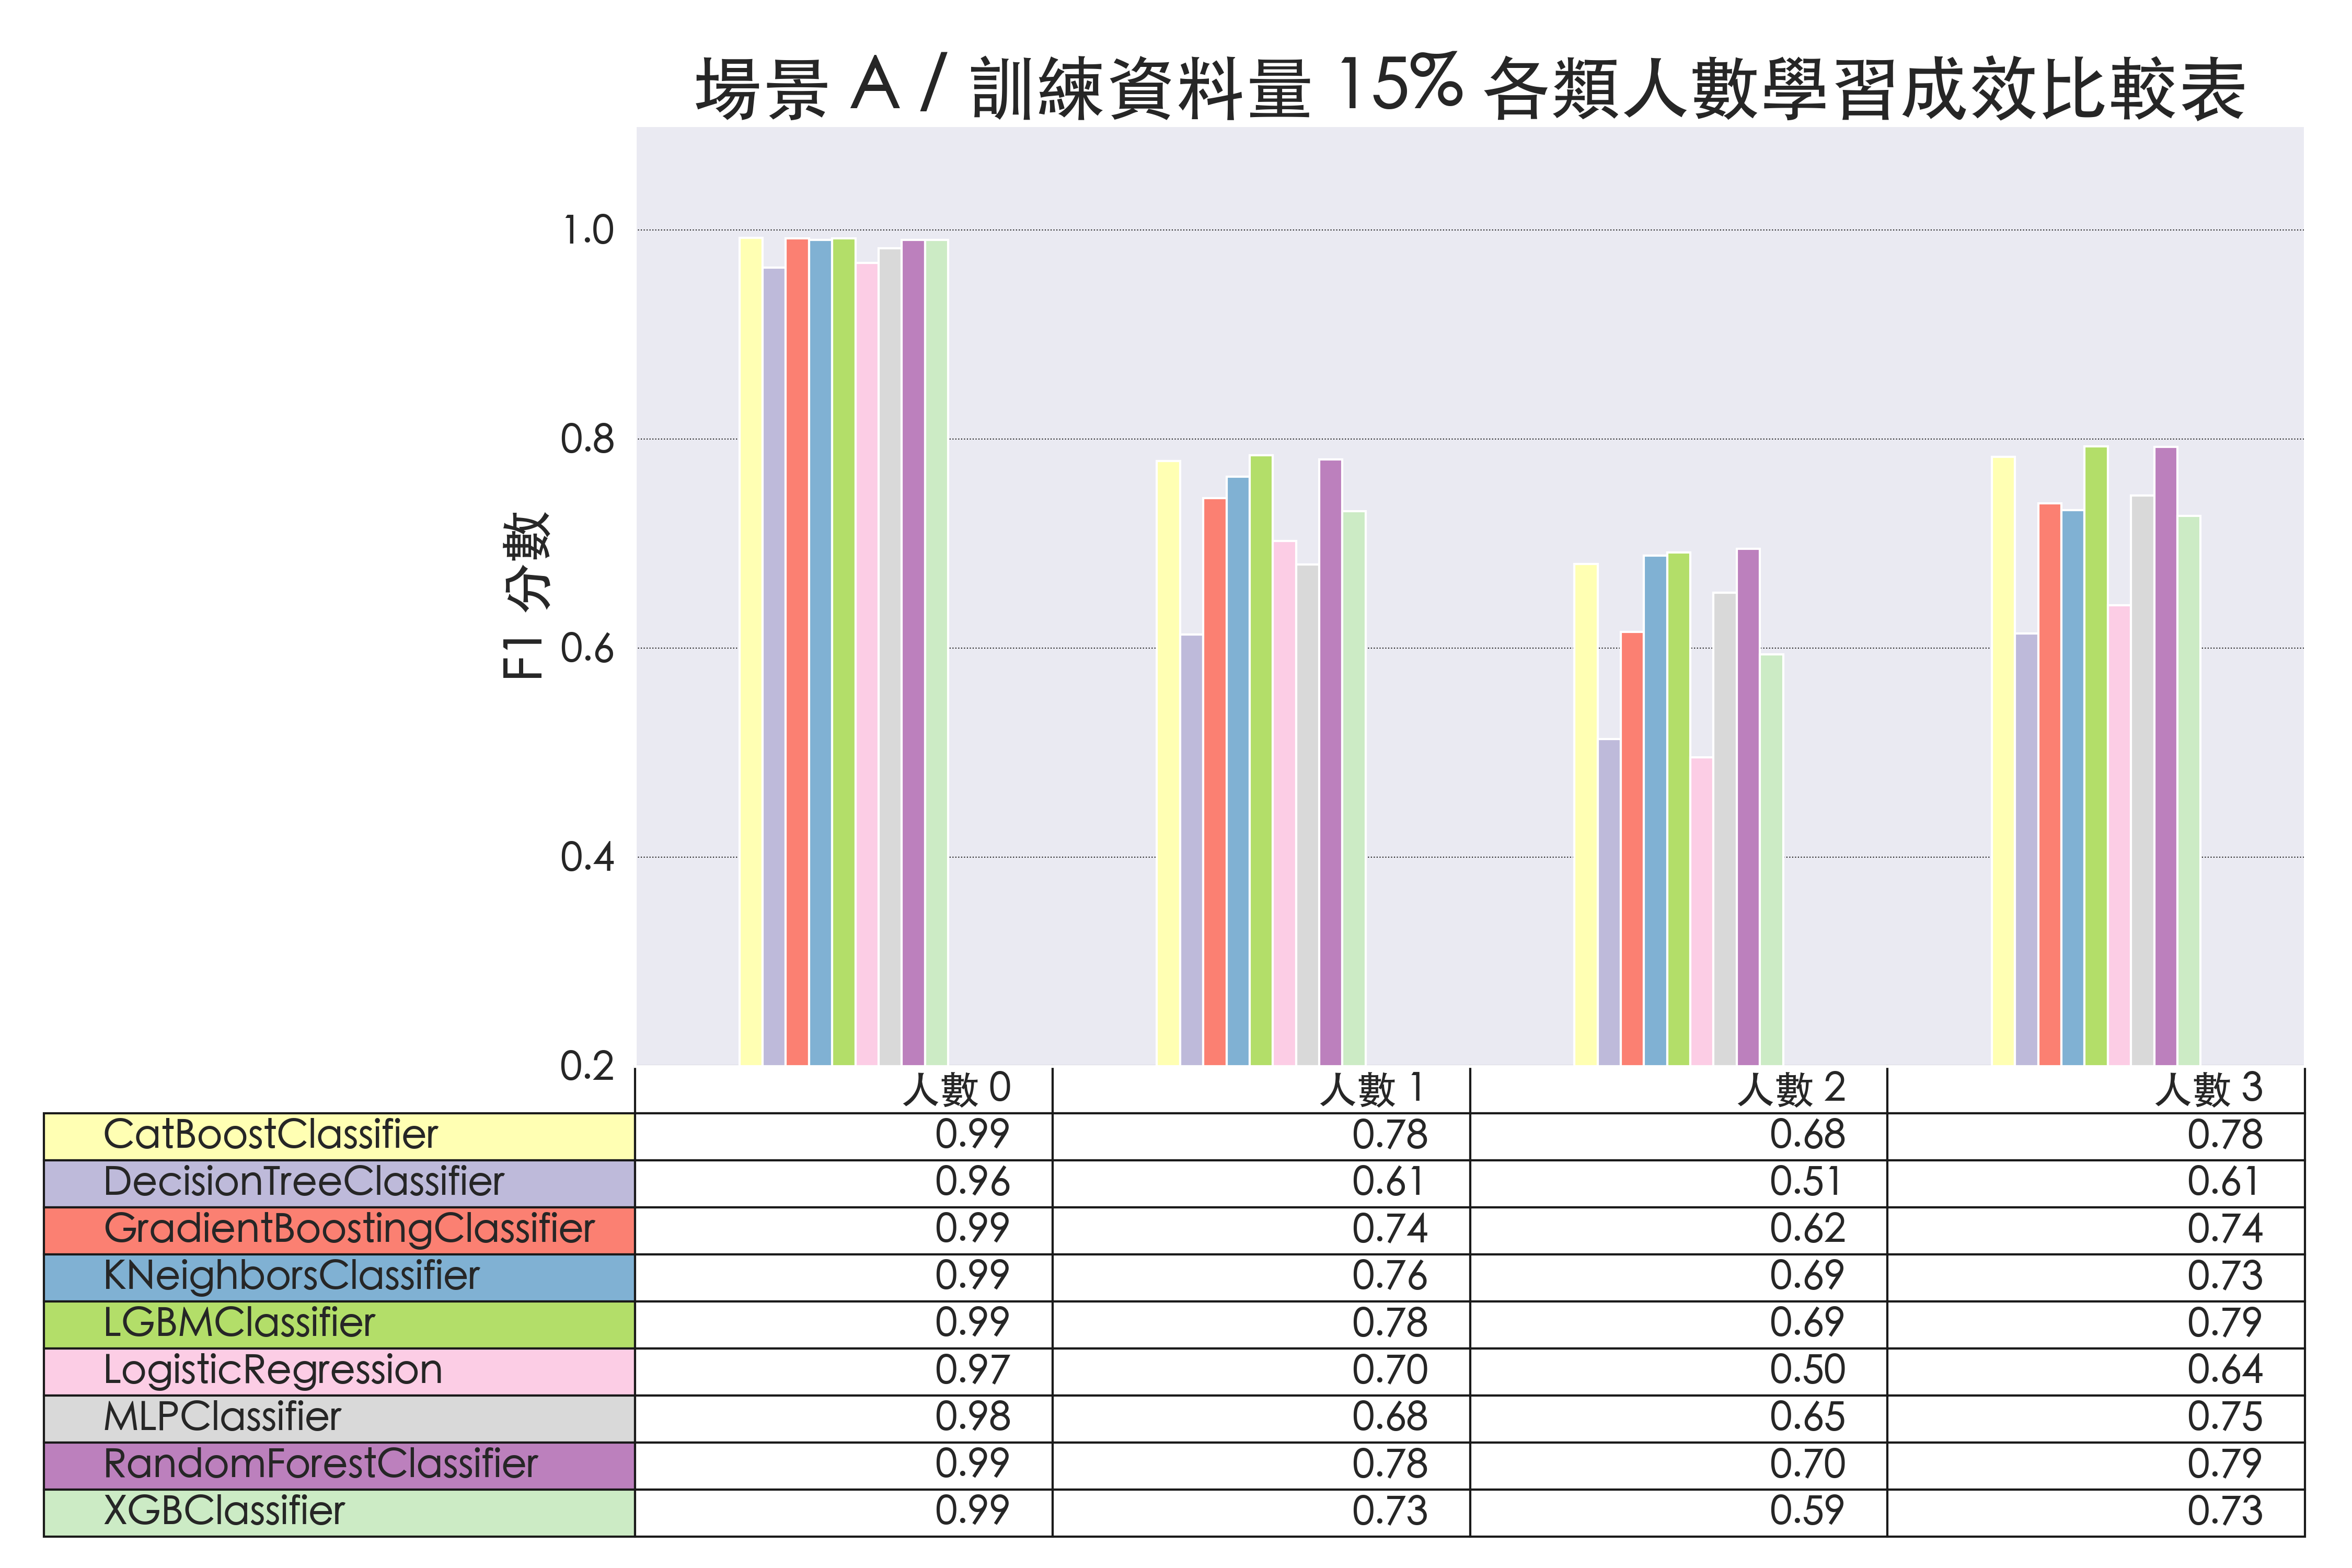 場景 A / 訓練資料量 15% 各類人數學習成效比較表
F1 分數
1.0
0.8
0.6
0.4
0.2
人數 0 人數 1 人數 2 人數 3
CatBoostClassifier 0.99 0.78 0.68 0.78
DecisionTreeClassifier 0.96 0.61 0.51 0.61
GradientBoostingClassifier 0.99 0.74 0.62 0.74
KNeighborsClassifier 0.99 0.76 0.69 0.73
LGBMClassifier 0.99 0.78 0.69 0.79
LogisticRegression 0.97 0.70 0.50 0.64
MLPClassifier 0.98 0.68 0.65 0.75
RandomForestClassifier 0.99 0.78 0.70 0.79
XGBClassifier 0.99 0.73 0.59 0.73